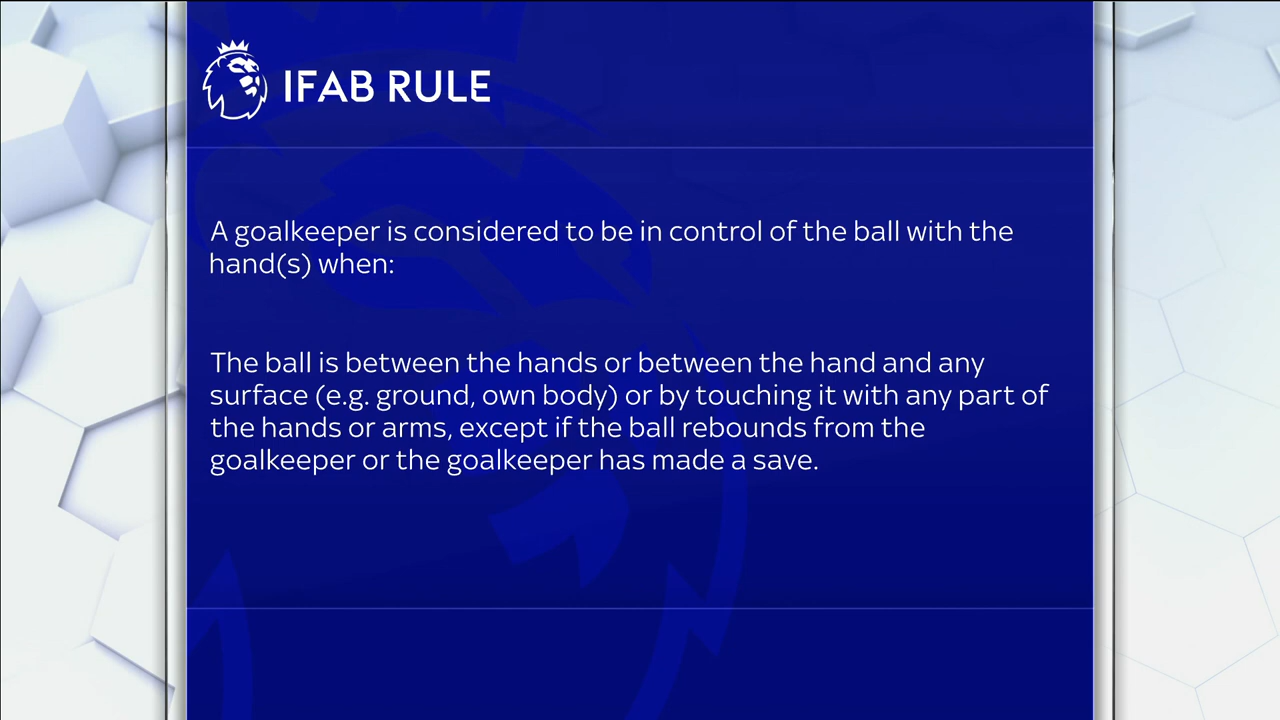 IFAB RULE
A goalkeeper is considered to be in control of the ball with the
hand(s) when:
The ball is between the hands or between the hand and any
surface (e.g. ground, own body) or by touching it with any part of
the hands or arms, except if the ball rebounds from the
goalkeeper or the goalkeeper has made a save.